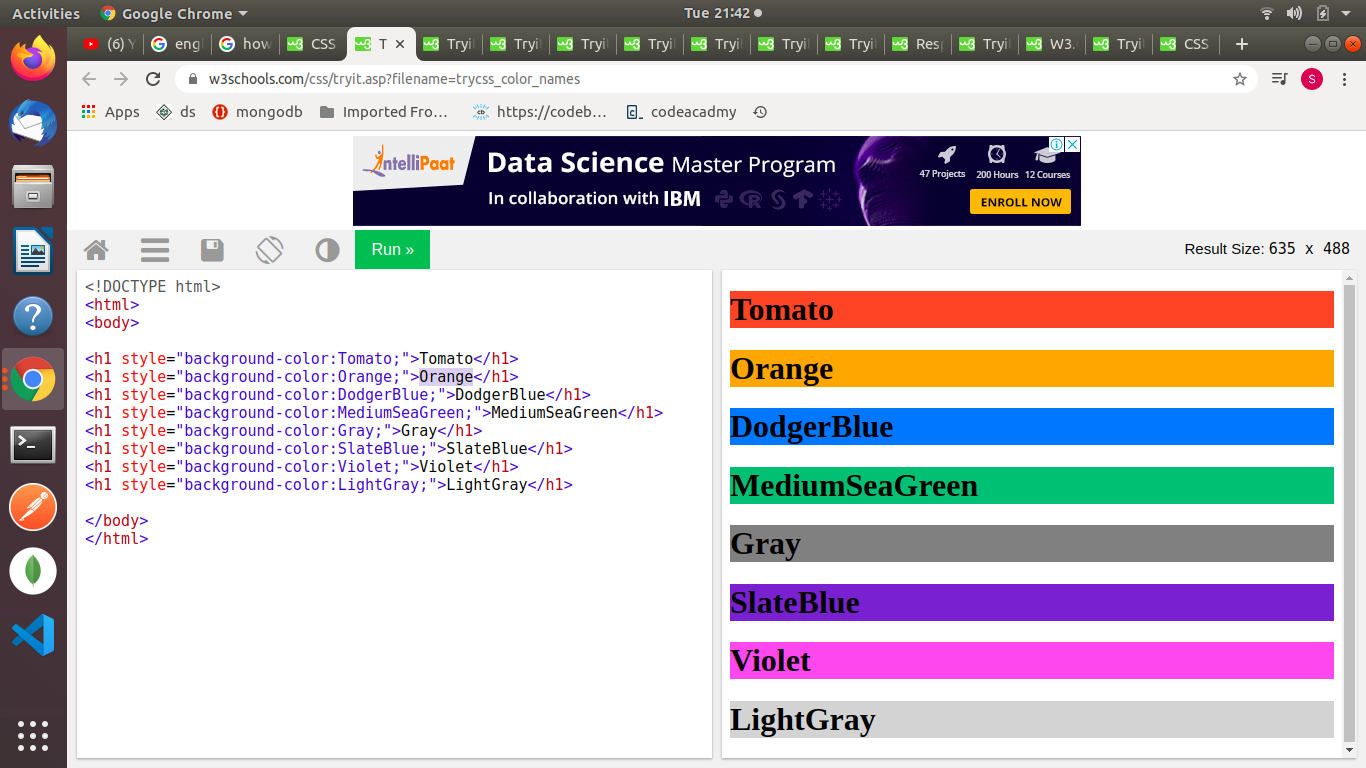 Activities Google Chrome Tue 21:42
(6) Y engl how CSS T Tryi Tryi Tryi Tryi Tryi Tryi Tryi Resp Tryi W3. Tryi CSS
w3schools.com/css/tryit.asp?filename=trycss_color_names S
Apps ds mongodb Imported Fro… https://codeb… codeacadmy
INTELLIPAAT Data Science Master Program 47 Projects 200 Hours 12 Courses
In collaboration with IBM ENROLL NOW
Run » Result Size: 635 x 488
<!DOCTYPE html>
<html>
<body>
<h1 style="background-color:Tomato;">Tomato</h1>
<h1 style="background-color:Orange;">Orange</h1>
<h1 style="background-color:DodgerBlue;">DodgerBlue</h1>
<h1 style="background-color:MediumSeaGreen;">MediumSeaGreen</h1>
<h1 style="background-color:Gray;">Gray</h1>
<h1 style="background-color:SlateBlue;">SlateBlue</h1>
<h1 style="background-color:Violet;">Violet</h1>
<h1 style="background-color:LightGray;">LightGray</h1>
</body>
</html>
Tomato
Orange
DodgerBlue
MediumSeaGreen
Gray
SlateBlue
Violet
LightGray